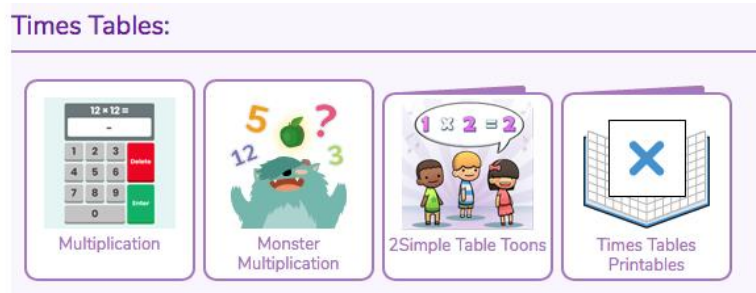 Times Tables:
12 × 12 =
-
1 2 3 Delete
4 5 6
7 8 9 Enter
0
Multiplication
5 ?
12 3
Monster
Multiplication
1 x 2 = 2
2Simple Table Toons
×
Times Tables
Printables